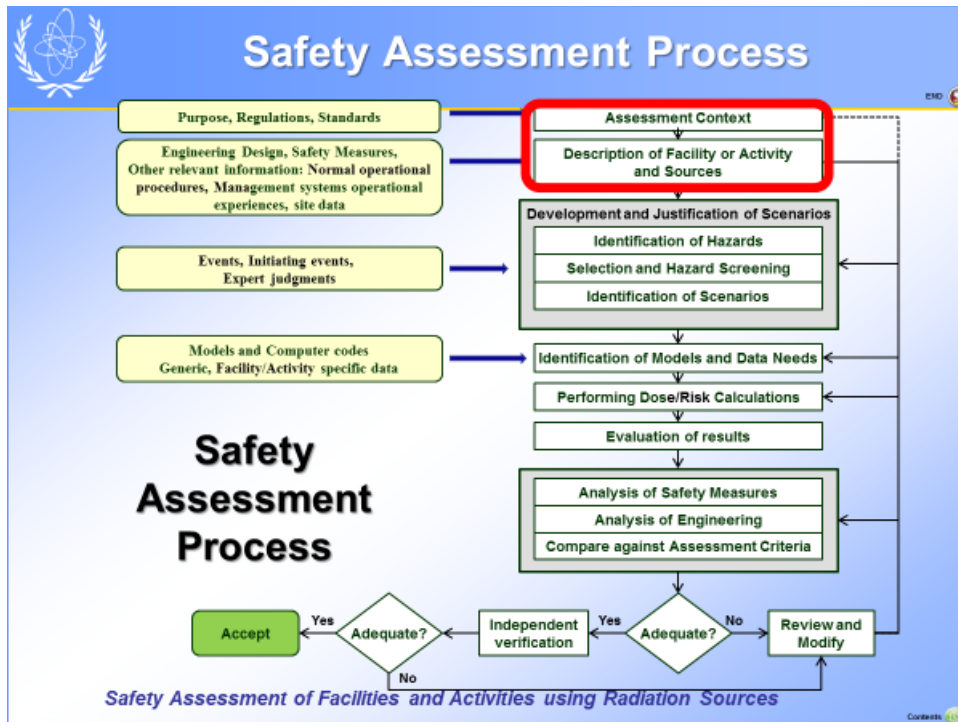 Safety Assessment Process
END
Purpose, Regulations, Standards
Assessment Context
Engineering Design, Safety Measures,
Other relevant information: Normal operational
procedures, Management systems operational
experiences, site data
Description of Facility or Activity
and Sources
Development and Justification of Scenarios
Identification of Hazards
Selection and Hazard Screening
Identification of Scenarios
Events, Initiating events,
Expert judgments
Models and Computer codes
Generic, Facility/Activity specific data
Identification of Models and Data Needs
Performing Dose/Risk Calculations
Evaluation of results
Safety
Assessment
Process
Analysis of Safety Measures
Analysis of Engineering
Compare against Assessment Criteria
Accept
Yes
Adequate?
No
Independent
verification
Yes
Adequate?
No
Review and
Modify
Safety Assessment of Facilities and Activities using Radiation Sources
Contents